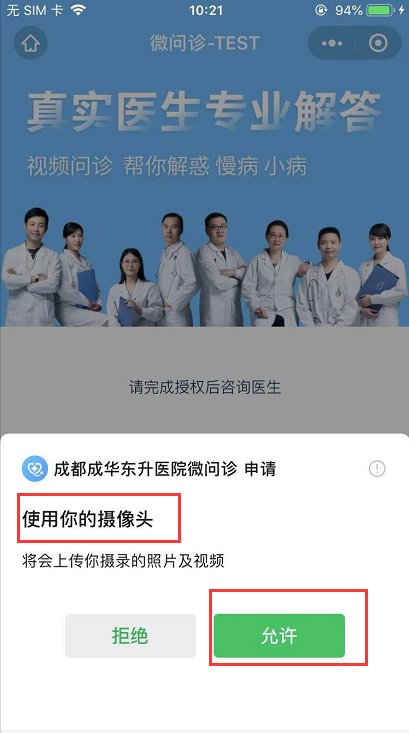 无 SIM 卡
10:21
94%
微问诊-TEST
真实医生专业解答
视频问诊 帮你解惑 慢病 小病
请完成授权后咨询医生
成都成华东升医院微问诊 申请
使用你的摄像头
将会上传你摄录的照片及视频
拒绝
允许